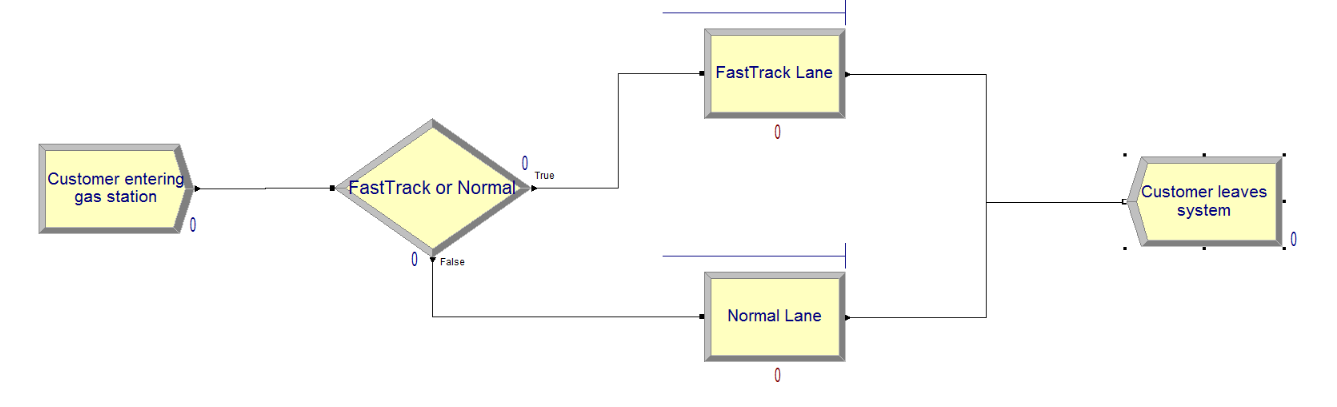 FastTrack Lane
0
0
True
Customer entering
gas station
0
FastTrack or Normal
0
False
Customer leaves
system
0
Normal Lane
0